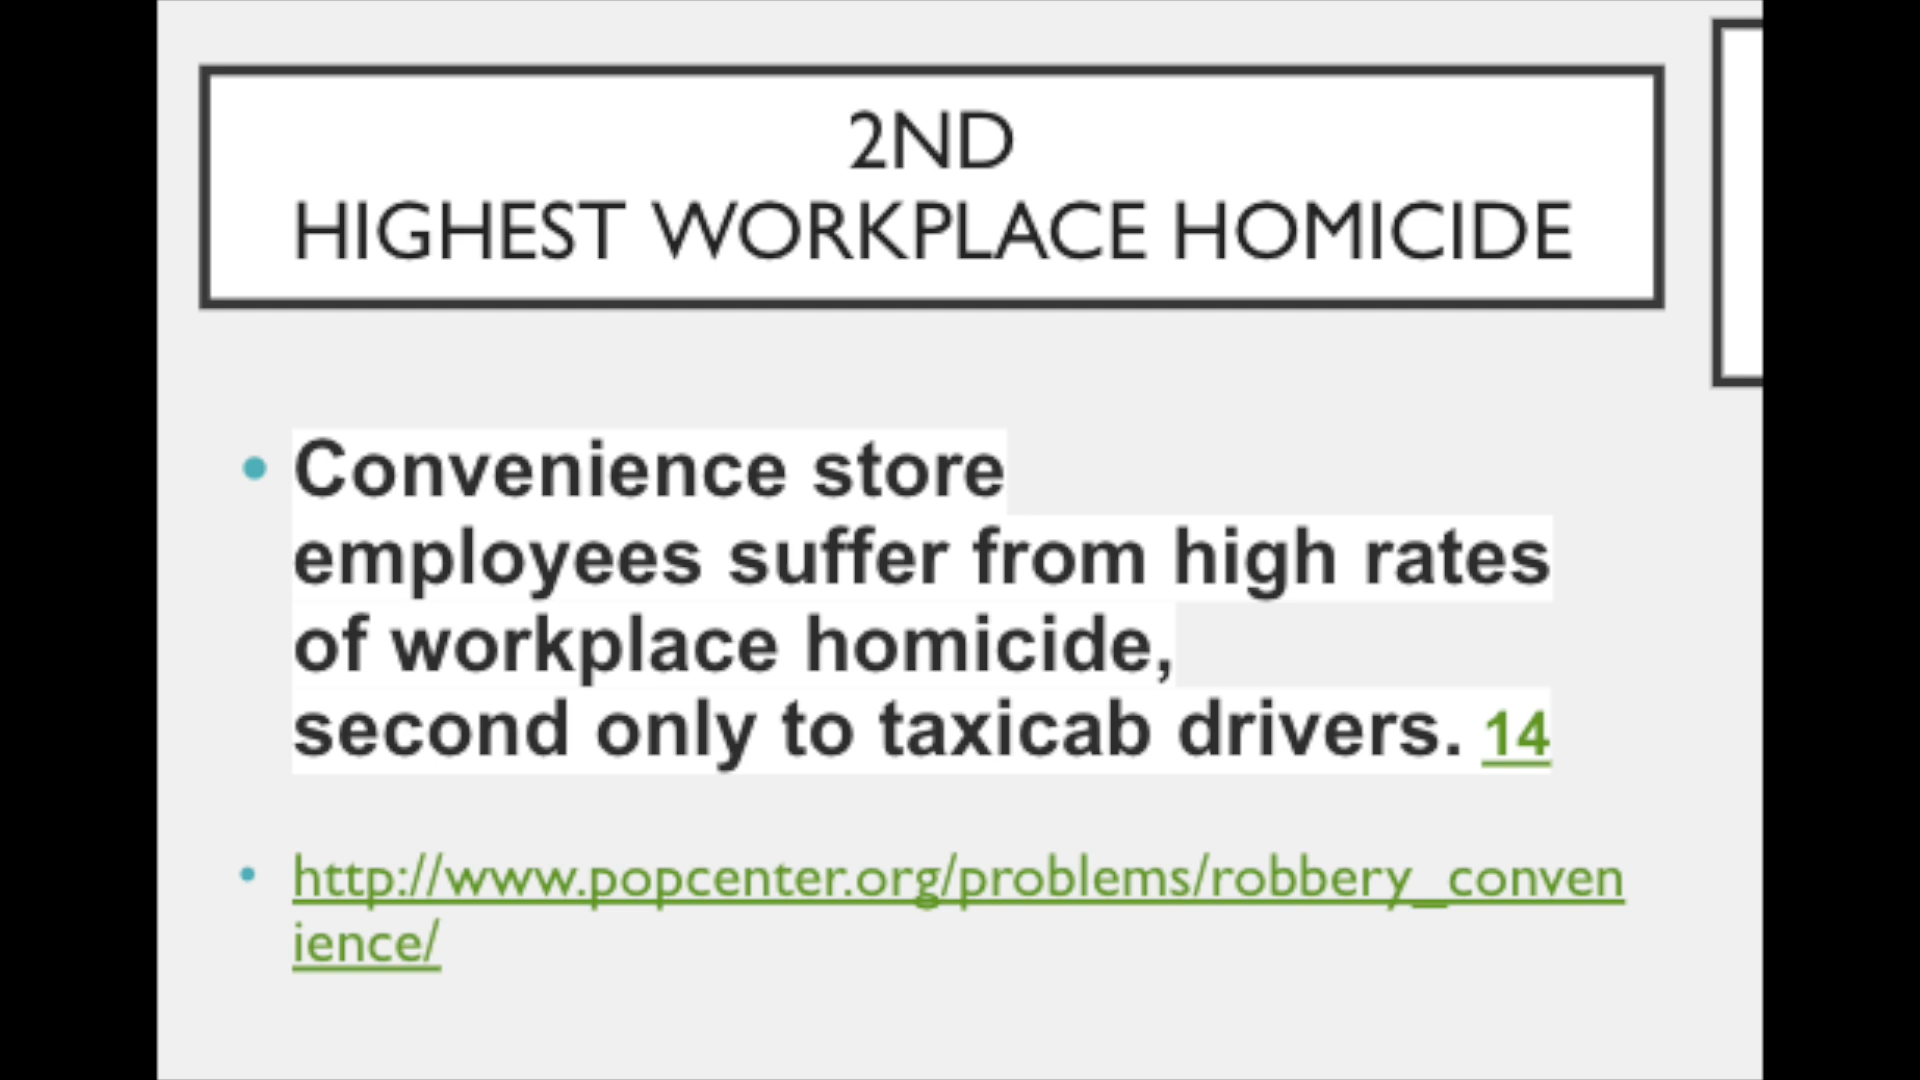 2ND
HIGHEST WORKPLACE HOMICIDE
• Convenience store
employees suffer from high rates
of workplace homicide,
second only to taxicab drivers. 14
• http://www.popcenter.org/problems/robbery_conven
ience/